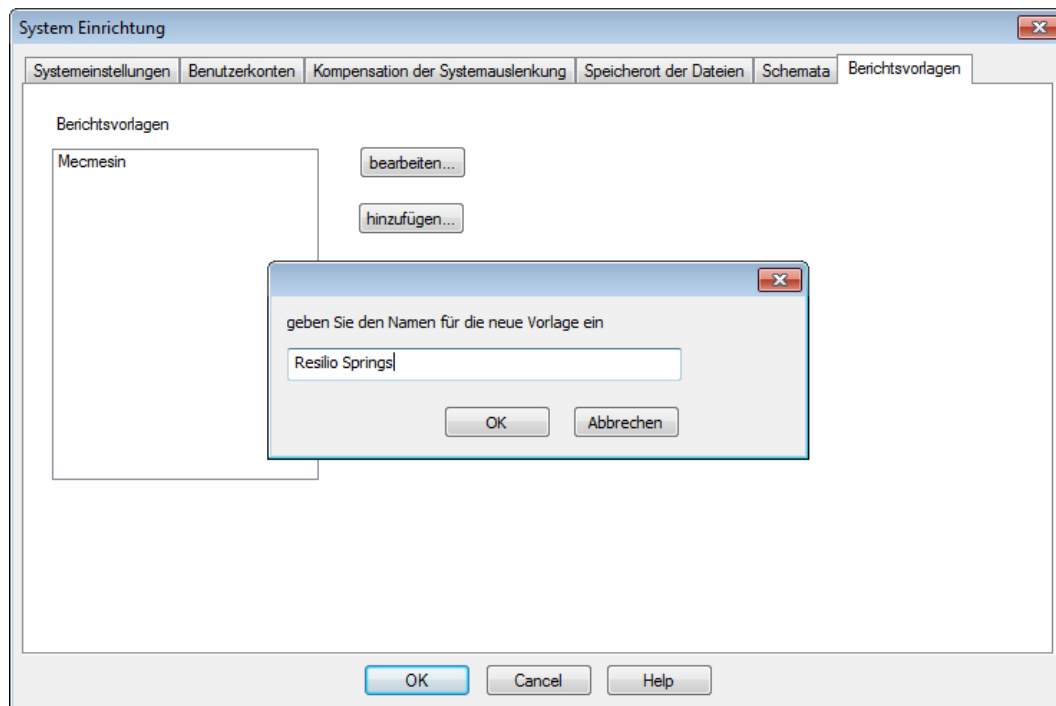 System Einrichtung
Systemeinstellungen Benutzerkonten Kompensation der Systemauslenkung Speicherort der Dateien Schemata Berichtsvorlagen
Berichtsvorlagen
Mecmesin
bearbeiten...
hinzufügen...
geben Sie den Namen für die neue Vorlage ein
Resilio Springs
OK Abbrechen
OK Cancel Help